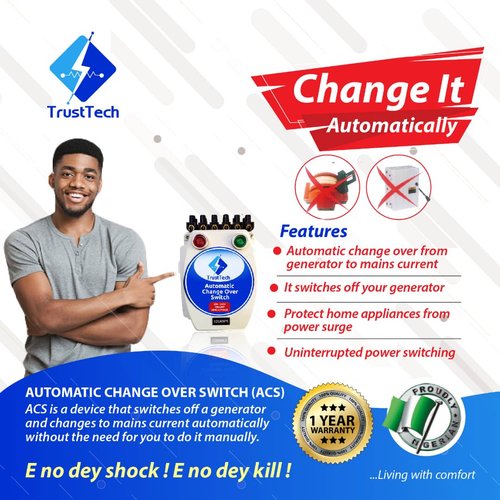 TrustTech
Change It
Automatically
Features
Automatic change over from
generator to mains current
It switches off your generator
Protect home appliances from
power surge
Uninterrupted power switching
TrustTech
Automatic
Change Over
Switch
AUTOMATIC CHANGE OVER SWITCH (ACS)
ACS is a device that switches off a generator
and changes to mains current automatically
without the need for you to do it manually.
E no dey shock ! E no dey kill !
1 YEAR
WARRANTY
PROUDLY
NIGERIAN
...Living with comfort